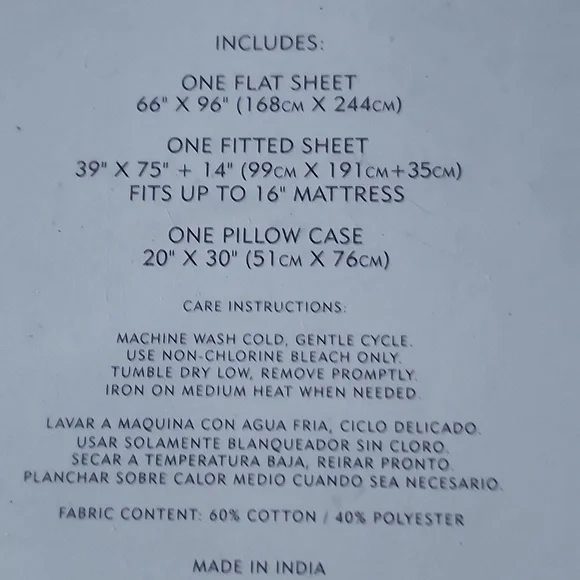 INCLUDES:
ONE FLAT SHEET
66" X 96" (168CM X 244CM)
ONE FITTED SHEET
39" X 75" + 14" (99CM X 191CM+35CM)
FITS UP TO 16" MATTRESS
ONE PILLOW CASE
20" X 30" (51CM X 76CM)
CARE INSTRUCTIONS:
MACHINE WASH COLD, GENTLE CYCLE.
USE NON-CHLORINE BLEACH ONLY.
TUMBLE DRY LOW, REMOVE PROMPTLY.
IRON ON MEDIUM HEAT WHEN NEEDED.
LAVAR A MAQUINA CON AGUA FRIA, CICLO DELICADO.
USAR SOLAMENTE BLANQUEADOR SIN CLORO.
SECAR A TEMPERATURA BAJA, REIRAR PRONTO.
PLANCHAR SOBRE CALOR MEDIO CUANDO SEA NECESARIO.
FABRIC CONTENT: 60% COTTON / 40% POLYESTER
MADE IN INDIA